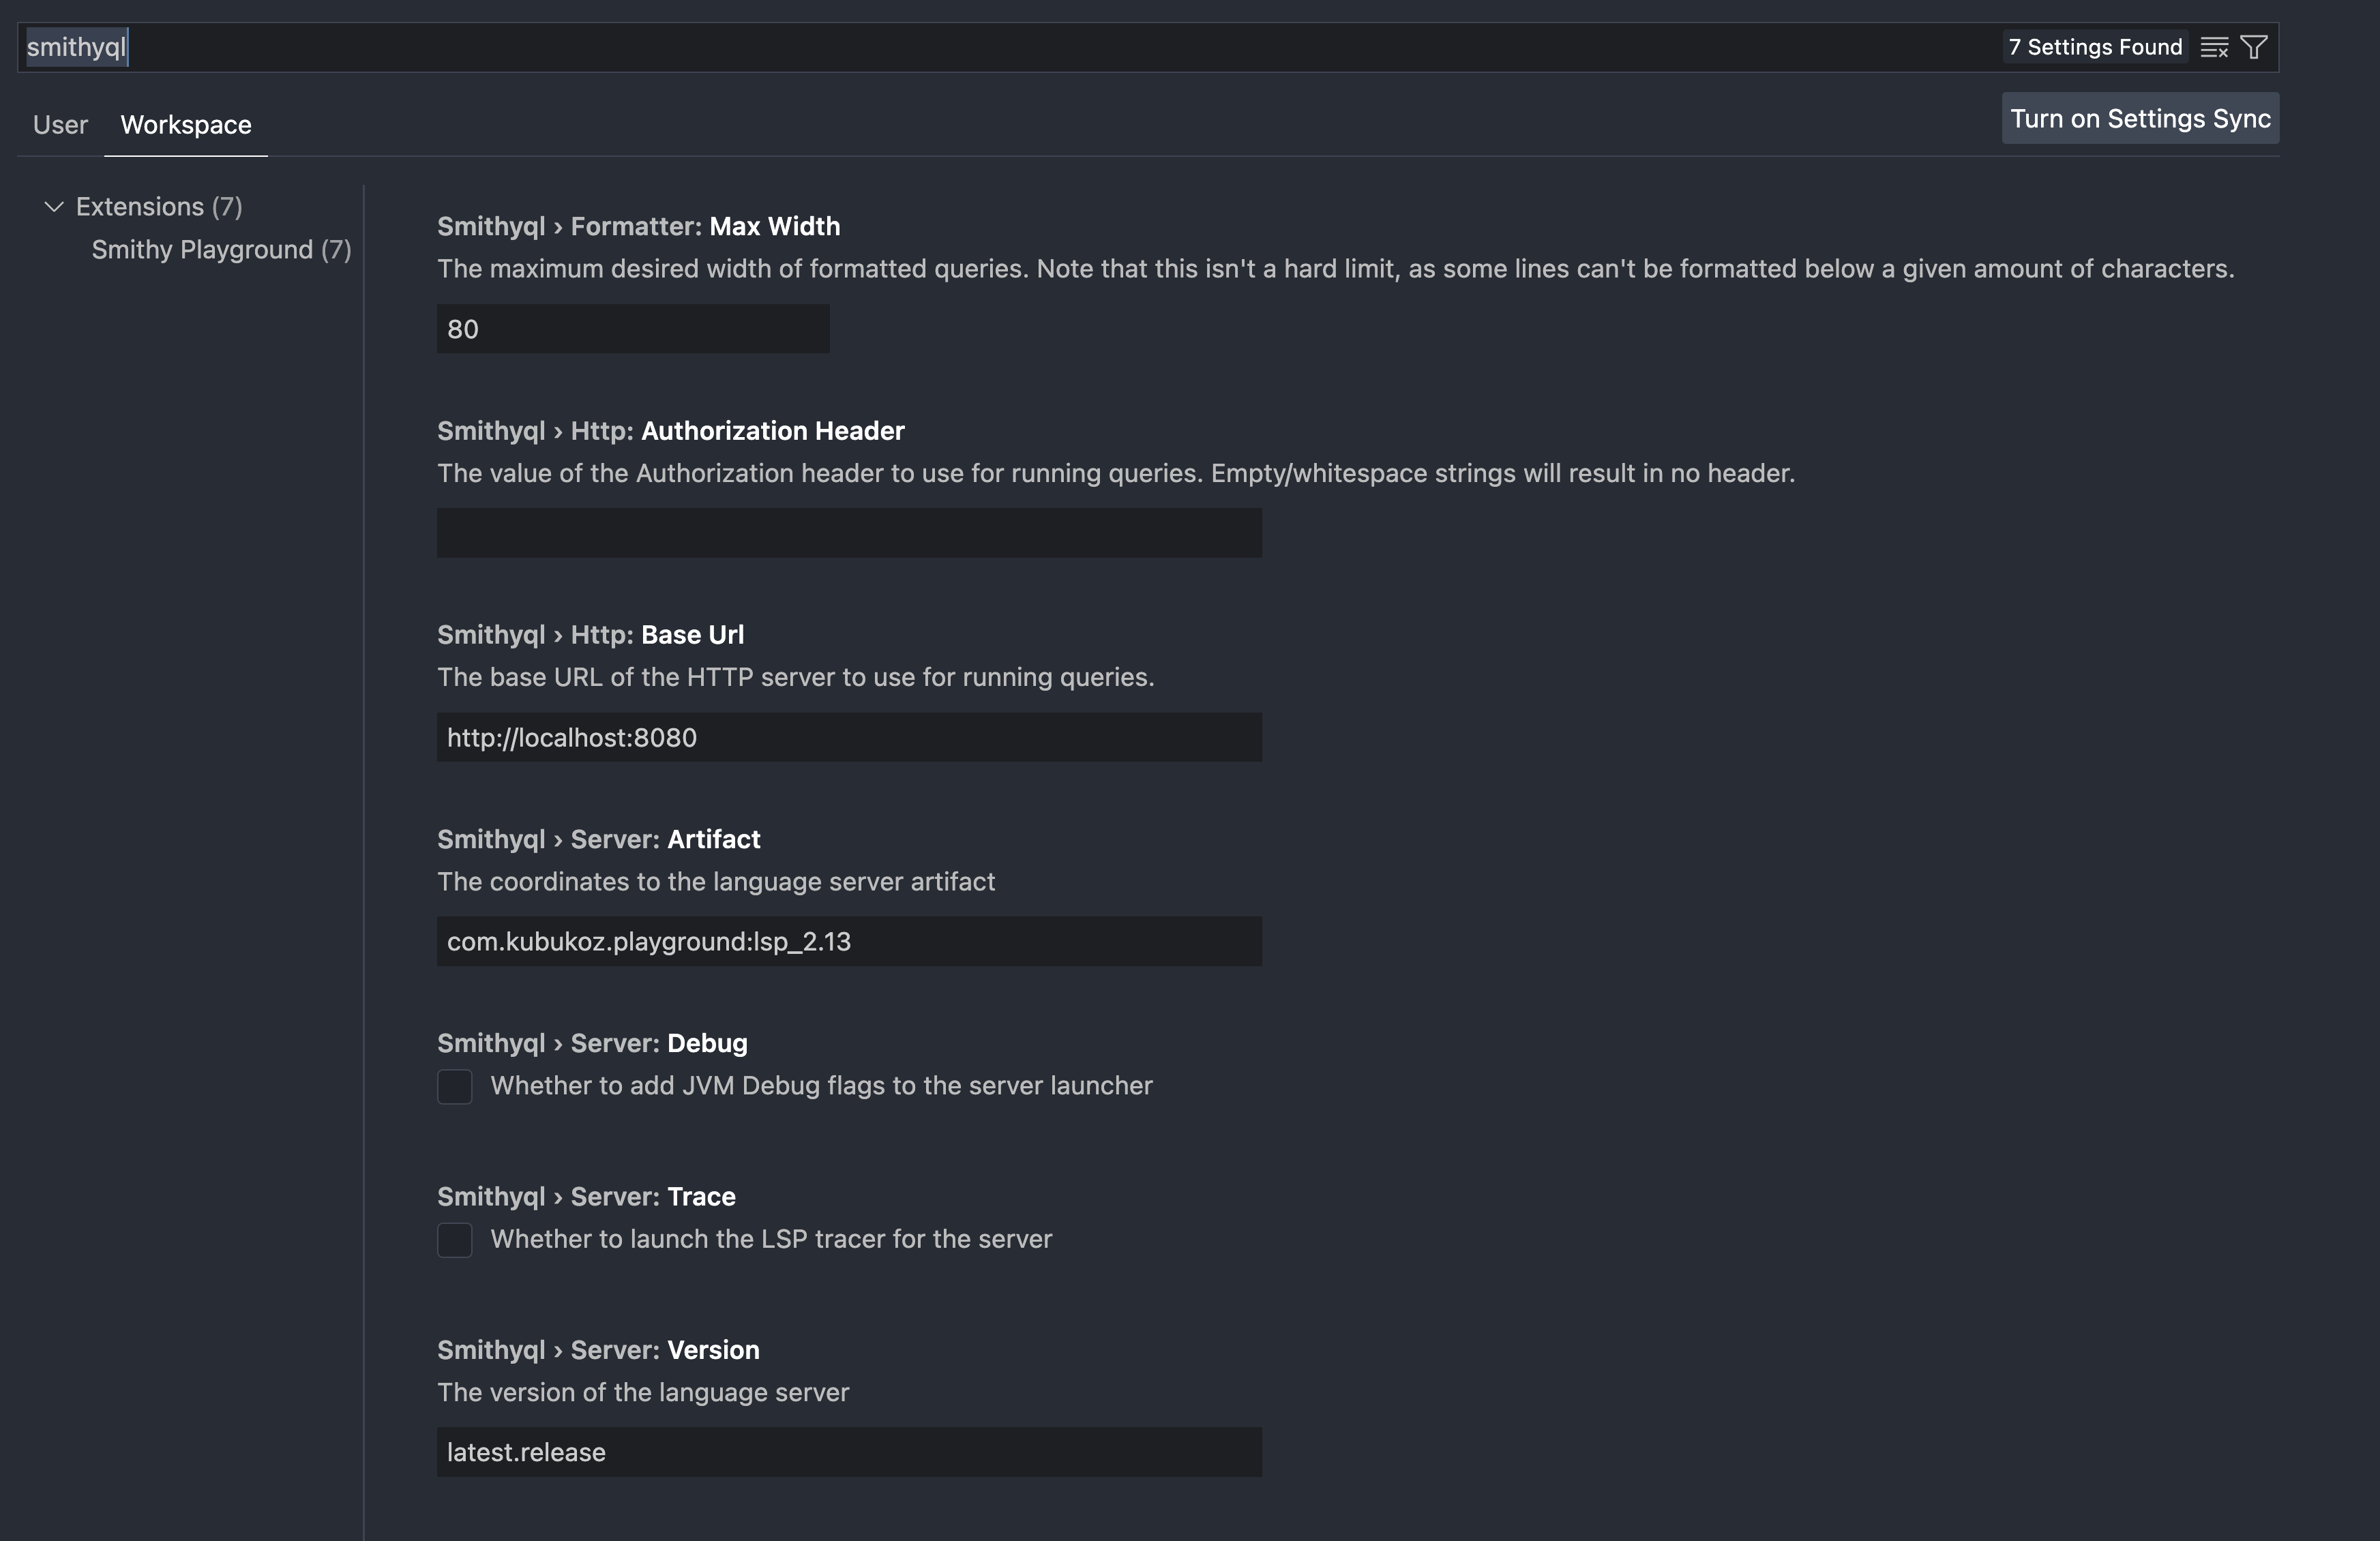 smithyql
7 Settings Found
User
Workspace
Turn on Settings Sync
Extensions (7)
Smithy Playground (7)
Smithyql › Formatter: Max Width
The maximum desired width of formatted queries. Note that this isn't a hard limit, as some lines can't be formatted below a given amount of characters.
80
Smithyql › Http: Authorization Header
The value of the Authorization header to use for running queries. Empty/whitespace strings will result in no header.
Smithyql › Http: Base Url
The base URL of the HTTP server to use for running queries.
http://localhost:8080
Smithyql › Server: Artifact
The coordinates to the language server artifact
com.kubukoz.playground:lsp_2.13
Smithyql › Server: Debug
Whether to add JVM Debug flags to the server launcher
Smithyql › Server: Trace
Whether to launch the LSP tracer for the server
Smithyql › Server: Version
The version of the language server
latest.release